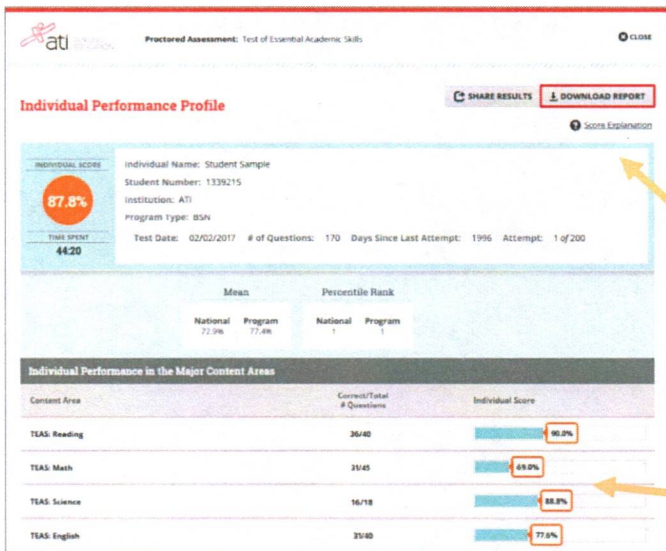 ati
Proctored Assessment: Test of Essential Academic Skills
CLOSE
Individual Performance Profile
SHARE RESULTS
DOWNLOAD REPORT
Score Explanation
INDIVIDUAL SCORE
87.8%
TIME SPENT
44:20
Individual Name: Student Sample
Student Number: 1339215
Institution: ATI
Program Type: BSN
Test Date: 02/02/2017 # of Questions: 170 Days Since Last Attempt: 1996 Attempt: 1 of 200
Mean Percentile Rank
National Program National Program
72.9% 77.4% 1 1
Individual Performance in the Major Content Areas
Content Area Correct/Total Individual Score
# Questions
TEAS: Reading 36/40 90.0%
TEAS: Math 31/45 69.0%
TEAS: Science 16/18 88.8%
TEAS: English 31/40 77.6%